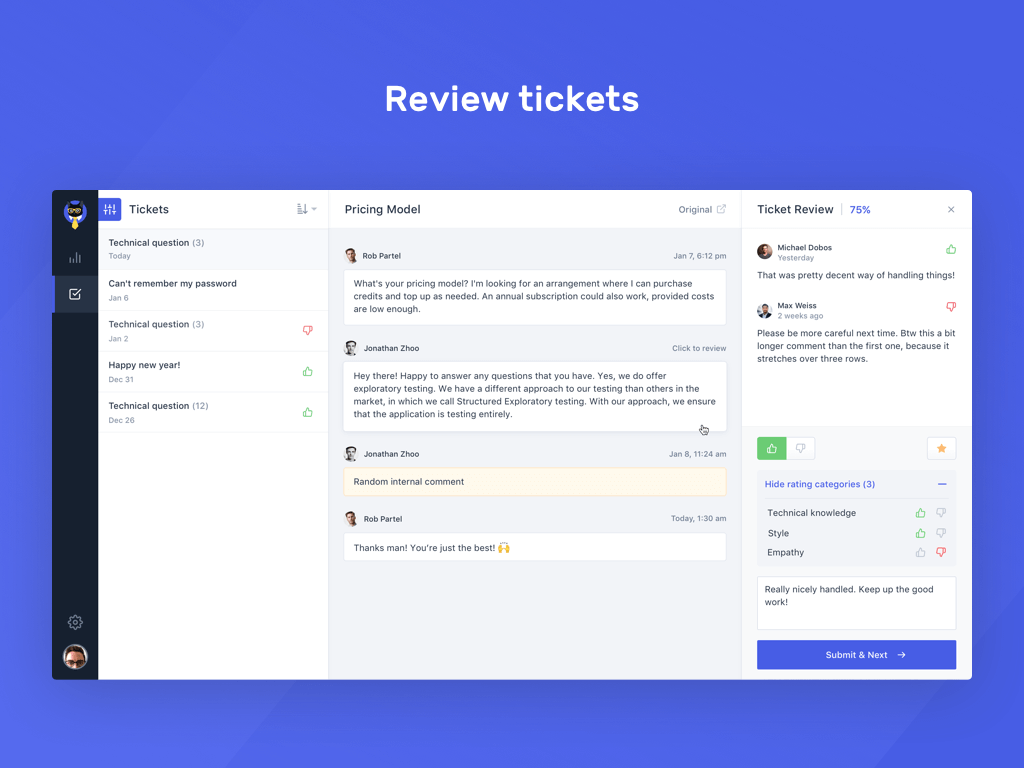 Review tickets
Tickets
Technical question (3)
Today
Can't remember my password
Jan 6
Technical question (3)
Jan 2
Happy new year!
Dec 31
Technical question (12)
Dec 26
Pricing Model
Original
Rob Partel
Jan 7, 6:12 pm
What's your pricing model? I'm looking for an arrangement where I can purchase
credits and top up as needed. An annual subscription could also work, provided costs
are low enough.
Jonathan Zhoo
Click to review
Hey there! Happy to answer any questions that you have. Yes, we do offer
exploratory testing. We have a different approach to our testing than others in the
market, in which we call Structured Exploratory testing. With our approach, we ensure
that the application is testing entirely.
Jonathan Zhoo
Jan 8, 11:24 am
Random internal comment
Rob Partel
Today, 1:30 am
Thanks man! You're just the best! 🙌
Ticket Review
75%
Michael Dobos
Yesterday
That was pretty decent way of handling things!
Max Weiss
2 weeks ago
Please be more careful next time. Btw this a bit
longer comment than the first one, because it
stretches over three rows.
Hide rating categories (3)
Technical knowledge
Style
Empathy
Really nicely handled. Keep up the good
work!
Submit & Next →